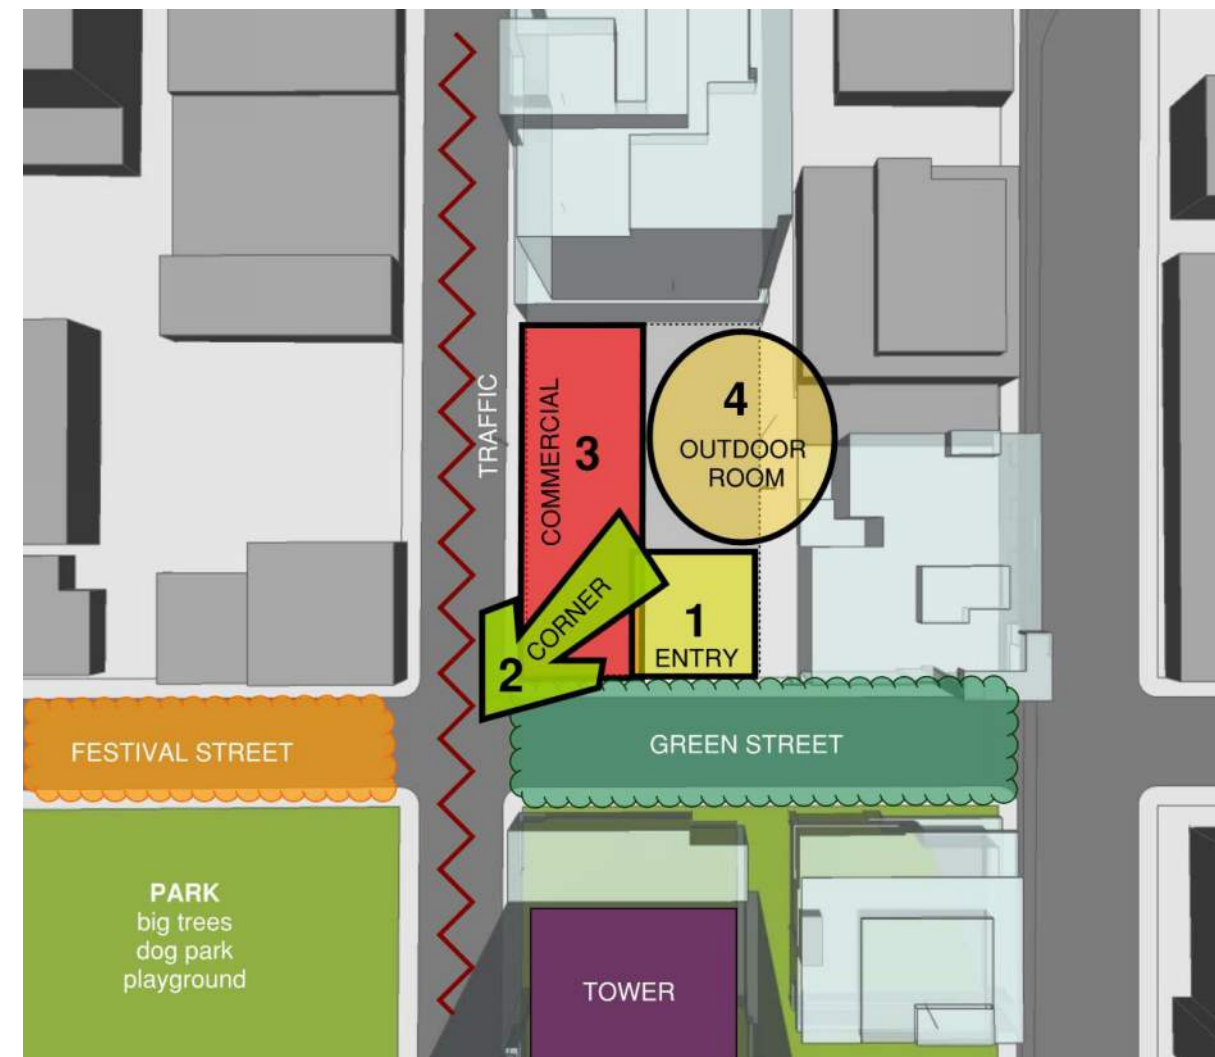 TRAFFIC
COMMERCIAL
3
4
OUTDOOR
ROOM
CORNER
2
1
ENTRY
FESTIVAL STREET
GREEN STREET
PARK
big trees
dog park
playground
TOWER